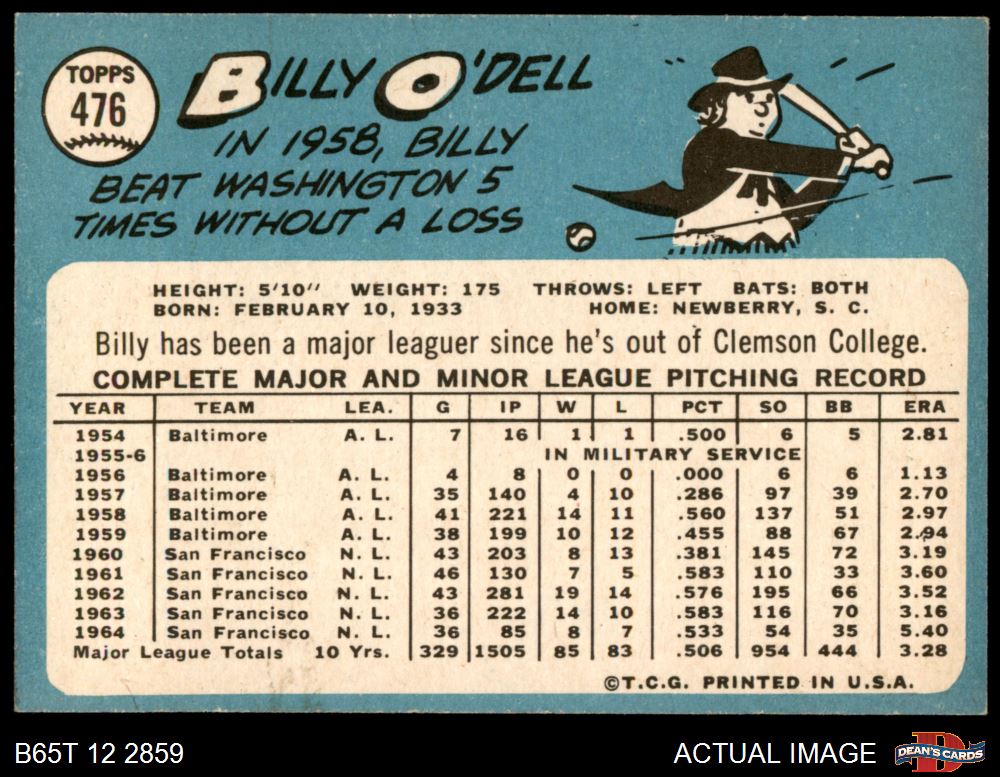 TOPPS
476
BILLY O'DELL
IN 1958, BILLY
BEAT WASHINGTON 5
TIMES WITHOUT A LOSS
HEIGHT: 5'10" WEIGHT: 175 THROWS: LEFT BATS: BOTH
BORN: FEBRUARY 10, 1933 HOME: NEWBERRY, S. C.
Billy has been a major leaguer since he's out of Clemson College.
COMPLETE MAJOR AND MINOR LEAGUE PITCHING RECORD
YEAR TEAM LEA. G IP W L PCT SO BB ERA
1954 Baltimore A. L. 7 16 1 1 .500 6 5 2.81
1955-6 IN MILITARY SERVICE
1956 Baltimore A. L. 4 8 0 0 .000 6 6 1.13
1957 Baltimore A. L. 35 140 4 10 .286 97 39 2.70
1958 Baltimore A. L. 41 221 14 11 .560 137 51 2.97
1959 Baltimore A. L. 38 199 10 12 .455 88 67 2.94
1960 San Francisco N. L. 43 203 8 13 .381 145 72 3.19
1961 San Francisco N. L. 46 130 7 5 .583 110 33 3.60
1962 San Francisco N. L. 43 281 19 14 .576 195 66 3.52
1963 San Francisco N. L. 36 222 14 10 .583 116 70 3.16
1964 San Francisco N. L. 36 85 8 7 .533 54 35 5.40
Major League Totals 10 Yrs. 329 1505 85 83 .506 954 444 3.28
©T.C.G. PRINTED IN U.S.A.
B65T 12 2859 ACTUAL IMAGE
D
DEAN'S CARDS